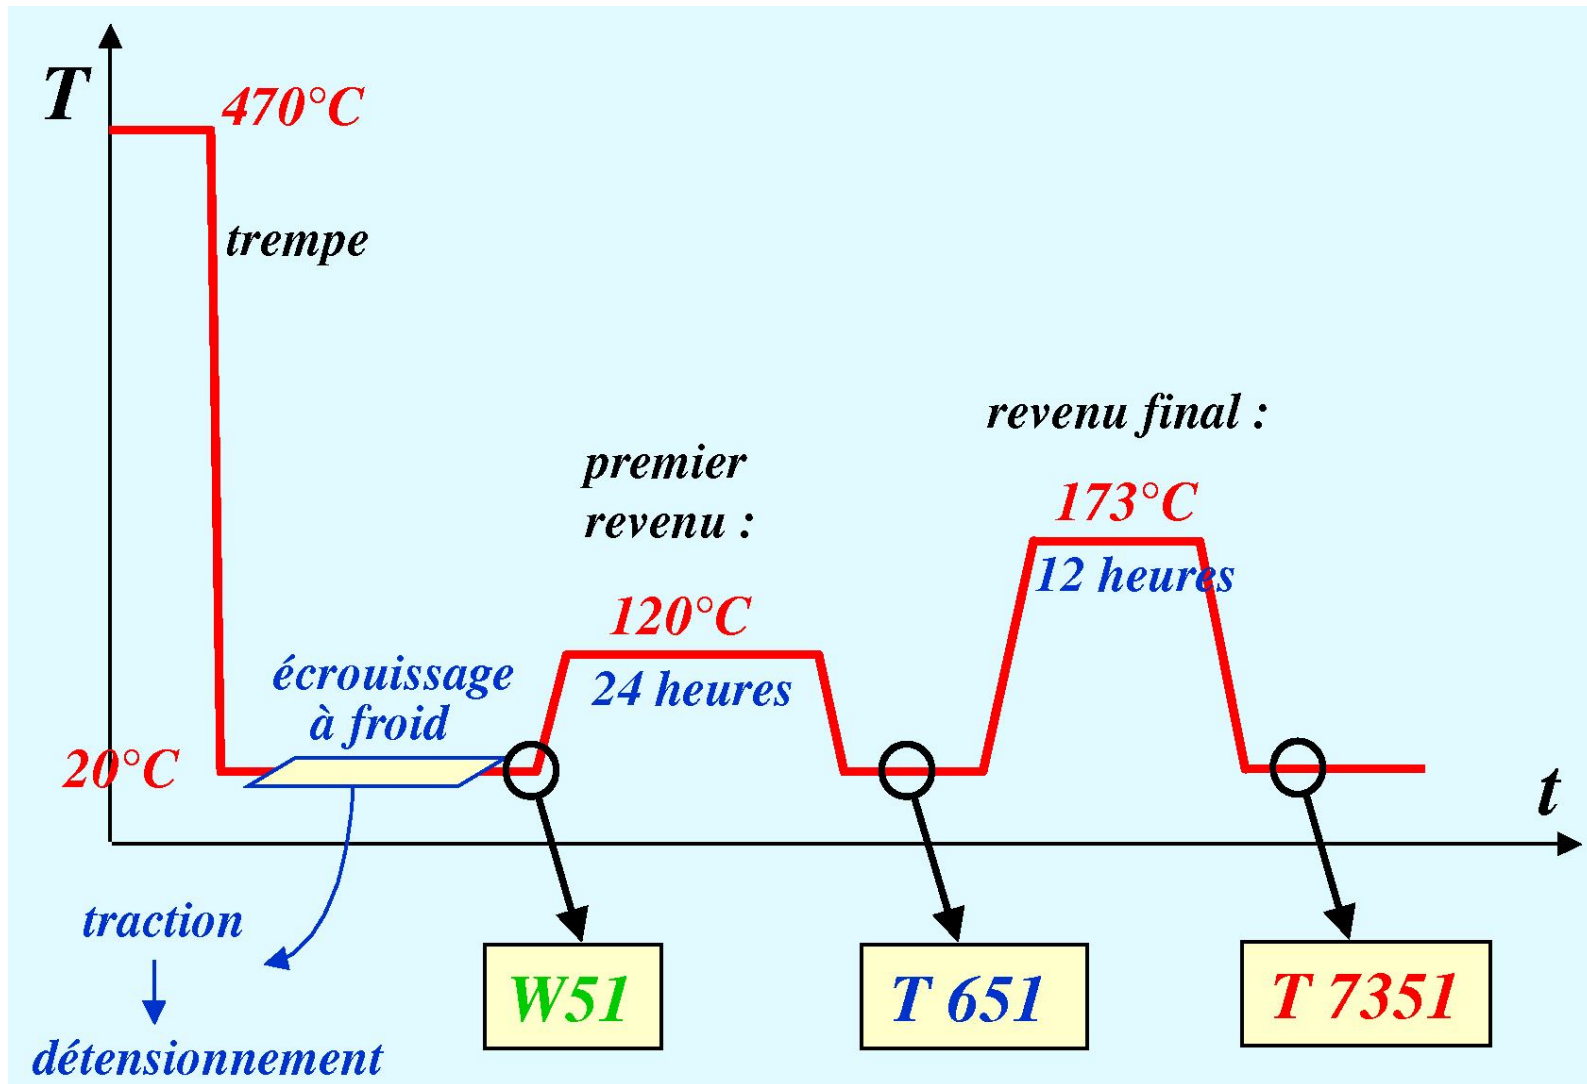 T
470°C
trempe
revenu final :
premier
revenu :
173°C
12 heures
120°C
24 heures
écrouissage
à froid
20°C
t
traction
détensionnement
W51
T 651
T 7351